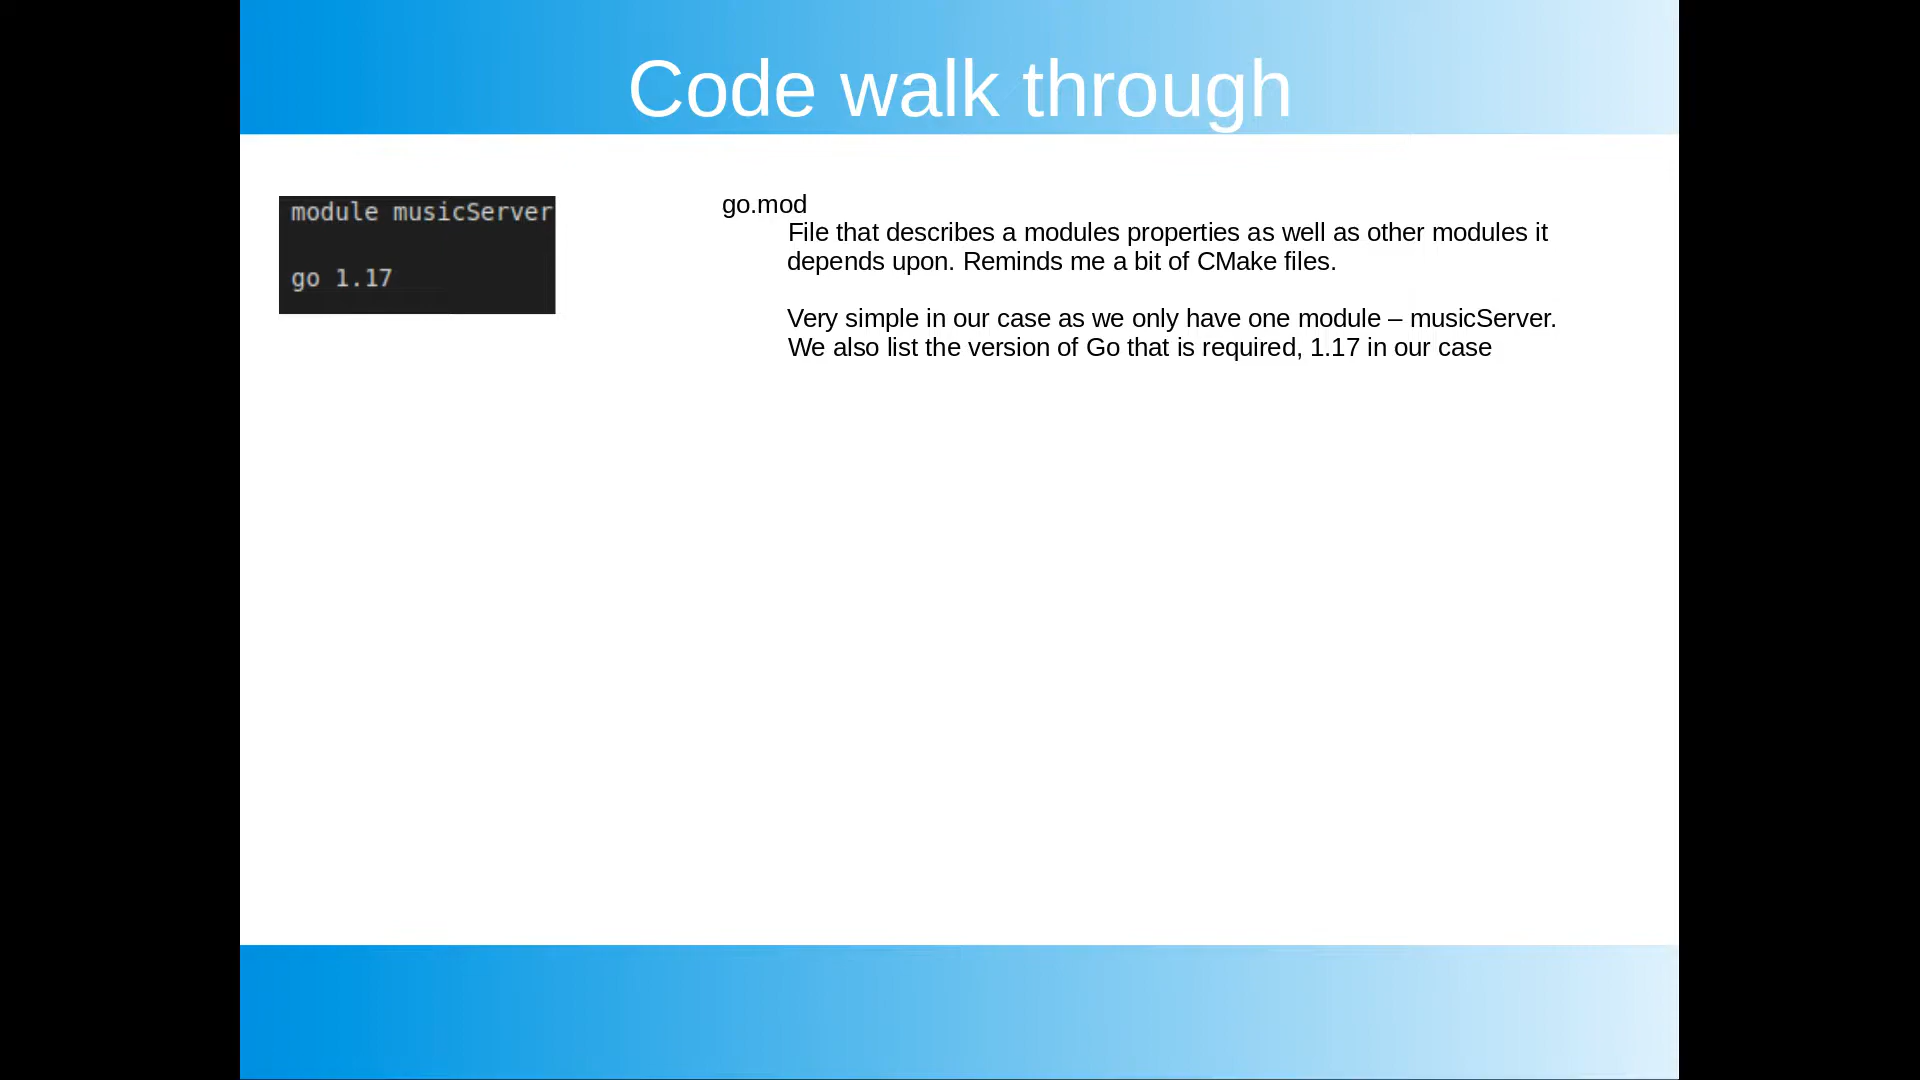 Code walk through
module musicServer
go 1.17
go.mod
File that describes a modules properties as well as other modules it
depends upon. Reminds me a bit of CMake files.
Very simple in our case as we only have one module – musicServer.
We also list the version of Go that is required, 1.17 in our case